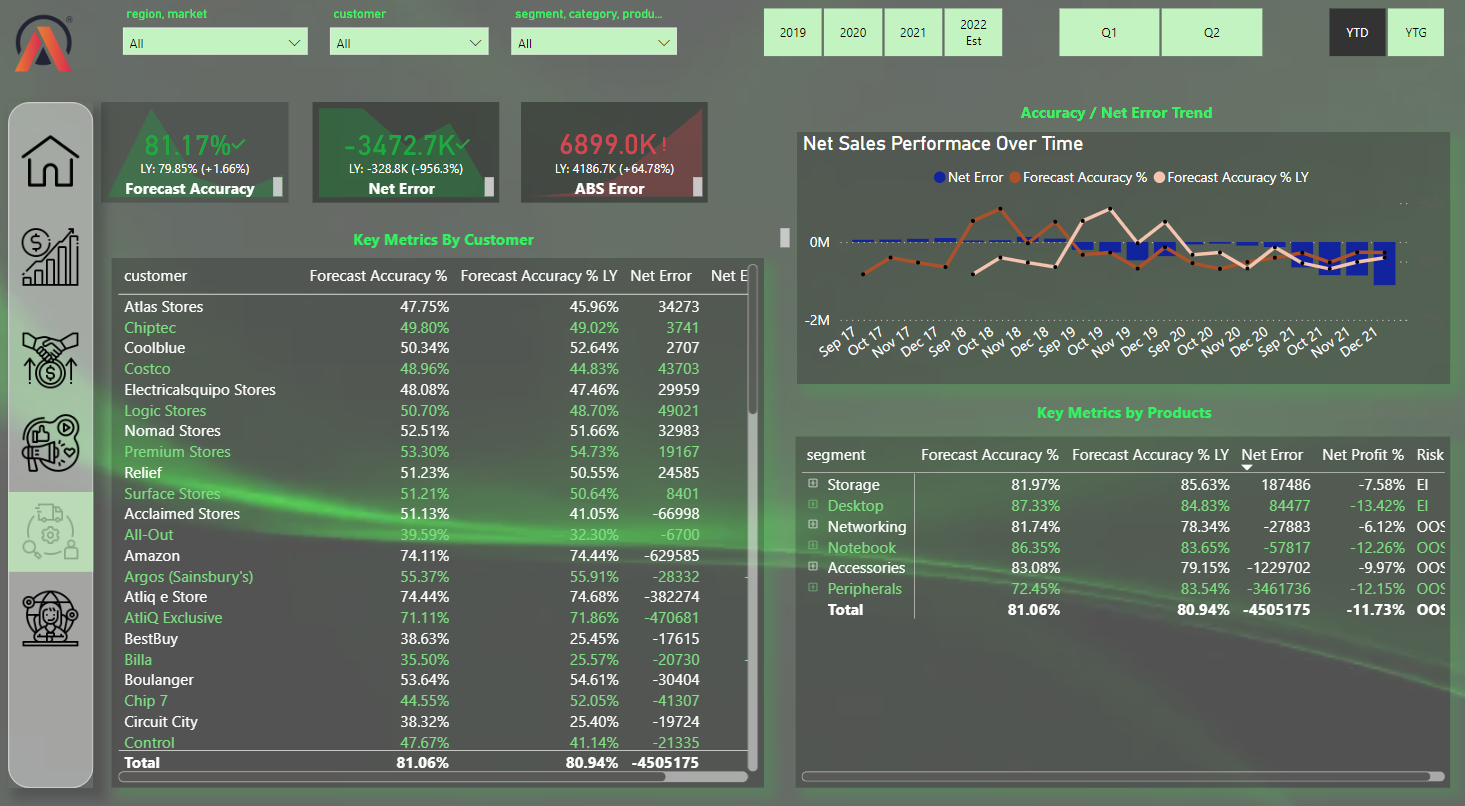 region, market
customer
segment, category, produ...
All
All
All
2019
2020
2021
2022
Est
Q1
Q2
YTD
YTG
81.17%
LY: 79.85% (+1.66%)
Forecast Accuracy
-3472.7K
LY: -328.8K (-956.3%)
Net Error
6899.0K!
LY: 4186.7K (+64.78%)
ABS Error
Key Metrics By Customer
customer Forecast Accuracy % Forecast Accuracy % LY Net Error Net E
Atlas Stores 47.75% 45.96% 34273
Chiptec 49.80% 49.02% 3741
Coolblue 50.34% 52.64% 2707
Costco 48.96% 44.83% 43703
Electricalsquipo Stores 48.08% 47.46% 29959
Logic Stores 50.70% 48.70% 49021
Nomad Stores 52.51% 51.66% 32983
Premium Stores 53.30% 54.73% 19167
Relief 51.23% 50.55% 24585
Surface Stores 51.21% 50.64% 8401
Acclaimed Stores 51.13% 41.05% -66998
All-Out 39.59% 32.30% -6700
Amazon 74.11% 74.44% -629585
Argos (Sainsbury's) 55.37% 55.91% -28332 -
Atliq e Store 74.44% 74.68% -382274
AtliQ Exclusive 71.11% 71.86% -470681
BestBuy 38.63% 25.45% -17615
Billa 35.50% 25.57% -20730 -
Boulanger 53.64% 54.61% -30404
Chip 7 44.55% 52.05% -41307
Circuit City 38.32% 25.40% -19724
Control 47.67% 41.14% -21335
Total 81.06% 80.94% -4505175
Accuracy / Net Error Trend
Net Sales Performace Over Time
Net Error Forecast Accuracy % Forecast Accuracy % LY
0M
-2M
Sep 17 Oct 17 Nov 17 Dec 17 Sep 18 Oct 18 Nov 18 Dec 18 Sep 19 Oct 19 Nov 19 Dec 19 Sep 20 Oct 20 Nov 20 Dec 20 Sep 21 Oct 21 Nov 21 Dec 21
Key Metrics by Products
segment Forecast Accuracy % Forecast Accuracy % LY Net Error Net Profit % Risk
Storage 81.97% 85.63% 187486 -7.58% EI
Desktop 87.33% 84.83% 84477 -13.42% EI
Networking 81.74% 78.34% -27883 -6.12% OOS
Notebook 86.35% 83.65% -57817 -12.26% OOS
Accessories 83.08% 79.15% -1229702 -9.97% OOS
Peripherals 72.45% 83.54% -3461736 -12.15% OOS
Total 81.06% 80.94% -4505175 -11.73% OOS